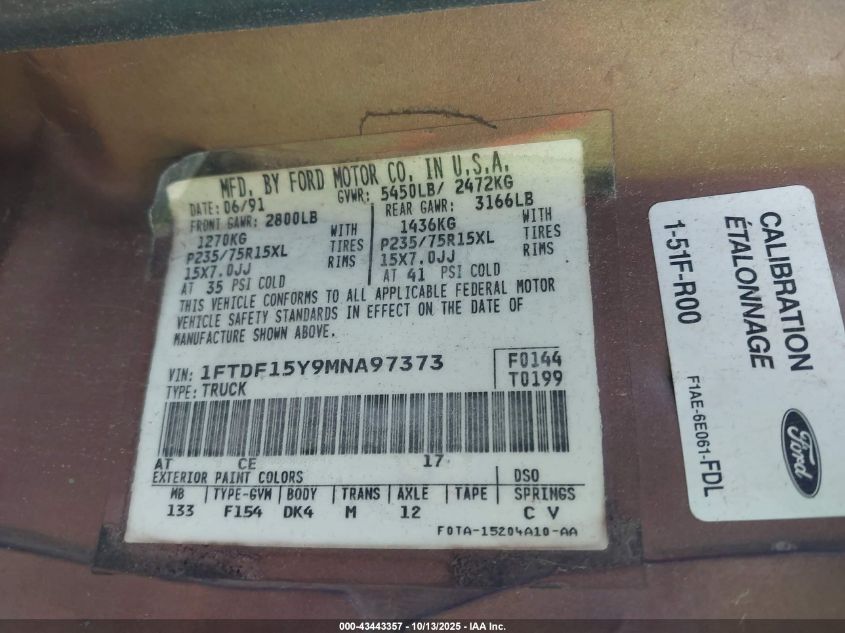 MFD. BY FORD MOTOR CO. IN U.S.A.
DATE: 06/91 GVWR: 5450LB/ 2472KG
FRONT GAWR: 2800LB REAR GAWR: 3166LB
1270KG WITH 1436KG WITH
P235/75R15XL TIRES P235/75R15XL TIRES
15X7.0JJ RIMS 15X7.0JJ RIMS
AT 35 PSI COLD AT 41 PSI COLD
THIS VEHICLE CONFORMS TO ALL APPLICABLE FEDERAL MOTOR
VEHICLE SAFETY STANDARDS IN EFFECT ON THE DATE OF
MANUFACTURE SHOWN ABOVE.
VIN: 1FTDF15Y9MNA97373 F0144
TYPE: TRUCK T0199
AT CE 17
EXTERIOR PAINT COLORS DSO
WB TYPE-GVM BODY TRANS AXLE TAPE SPRINGS
133 F154 DK4 M 12 C V
F0TA-15204A10-AA
CALIBRATION
ÉTALONNAGE
1-51F-R00
F1AE-6E061-FDL
Ford
000-43443357 - 10/13/2025 - IAA Inc.